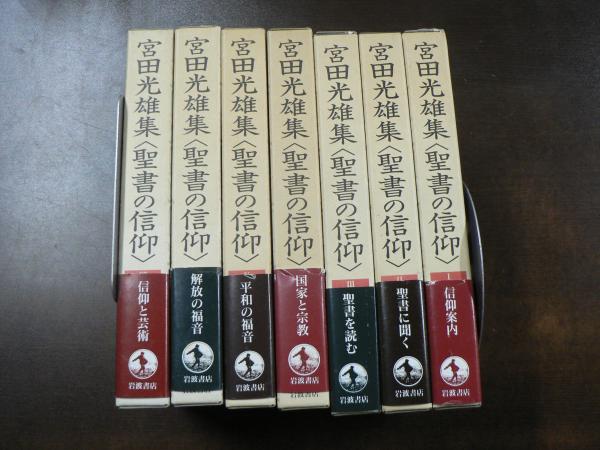 宮田光雄集〈聖書の信仰〉
I
信仰案内
岩波書店
宮田光雄集〈聖書の信仰〉
II
聖書に聞く
岩波書店
宮田光雄集〈聖書の信仰〉
III
聖書を読む
岩波書店
宮田光雄集〈聖書の信仰〉
国家と宗教
岩波書店
宮田光雄集〈聖書の信仰〉
平和の福音
岩波書店
宮田光雄集〈聖書の信仰〉
解放の福音
岩波書店
宮田光雄集〈聖書の信仰〉
信仰と芸術
岩波書店